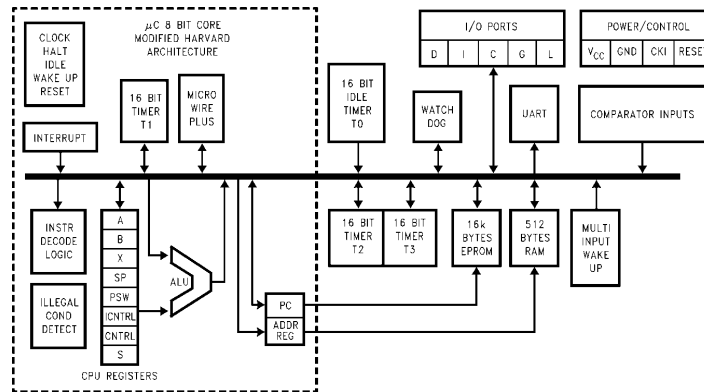 µC 8 BIT CORE
MODIFIED HARVARD
ARCHITECTURE
CLOCK
HALT
IDLE
WAKE UP
RESET
16 BIT
TIMER
T1
MICRO
WIRE
PLUS
INTERRUPT
I/O PORTS
D I C G L
POWER/CONTROL
VCC GND CKI RESET
16 BIT
IDLE
TIMER
T0
WATCH
DOG
UART
COMPARATOR INPUTS
INSTR
DECODE
LOGIC
ILLEGAL
COND
DETECT
A
B
X
SP
PSW
ICNTRL
CNTRL
S
CPU REGISTERS
ALU
PC
ADDR
REG
16 BIT
TIMER
T2
16 BIT
TIMER
T3
16k
BYTES
EPROM
512
BYTES
RAM
MULTI
INPUT
WAKE
UP